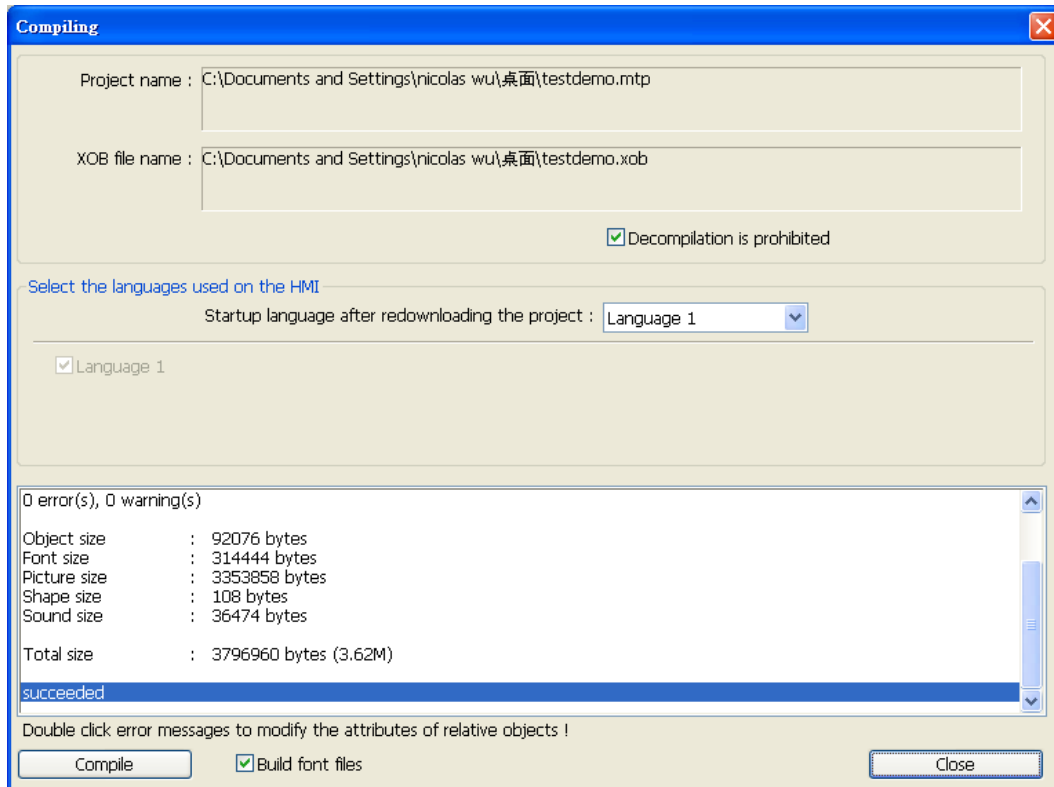 Compiling
Project name : C:\Documents and Settings\nicolas wu\桌面\testdemo.mtp
XOB file name : C:\Documents and Settings\nicolas wu\桌面\testdemo.xob
Decompilation is prohibited
Select the languages used on the HMI
Startup language after redownloading the project : Language 1
Language 1
0 error(s), 0 warning(s)
Object size : 92076 bytes
Font size : 314444 bytes
Picture size : 3353858 bytes
Shape size : 108 bytes
Sound size : 36474 bytes
Total size : 3796960 bytes (3.62M)
succeeded
Double click error messages to modify the attributes of relative objects !
Compile Build font files Close